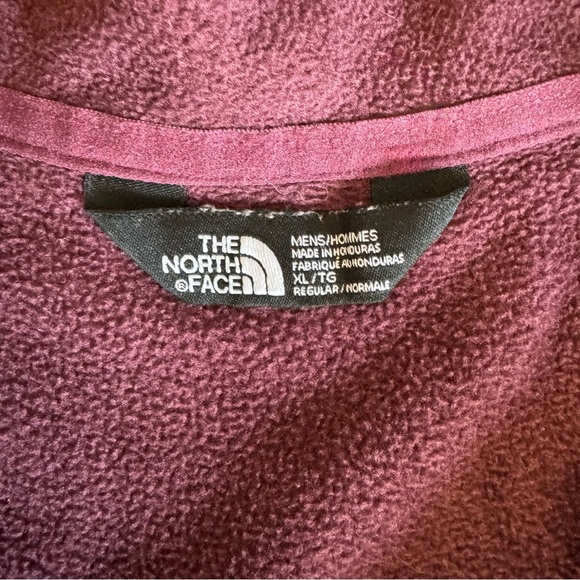 THE
NORTH
©FACE
MENS/HOMMES
MADE IN HONDURAS
FABRIQUÉ AU HONDURAS
XL/TG
REGULAR/NORMALE